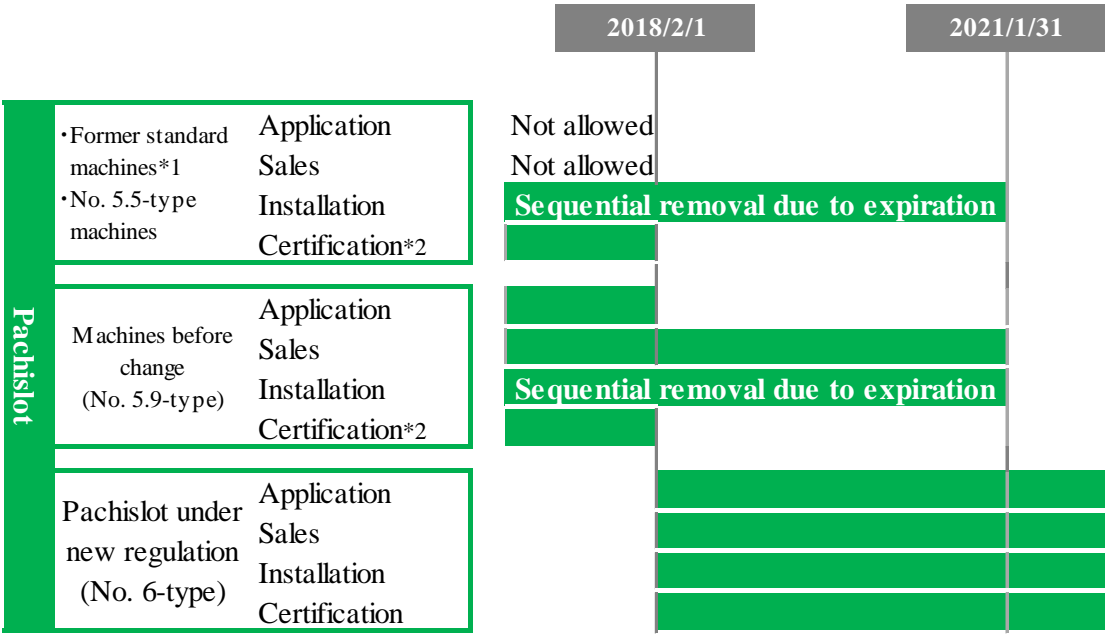 2018/2/1
2021/1/31
Pachislot
・Former standard
machines*1
・No. 5.5-type
machines
Application
Not allowed
Sales
Not allowed
Installation
Sequential removal due to expiration
Certification*2
Machines before
change
(No. 5.9-type)
Application
Sales
Installation
Sequential removal due to expiration
Certification*2
Pachislot under
new regulation
(No. 6-type)
Application
Sales
Installation
Certification